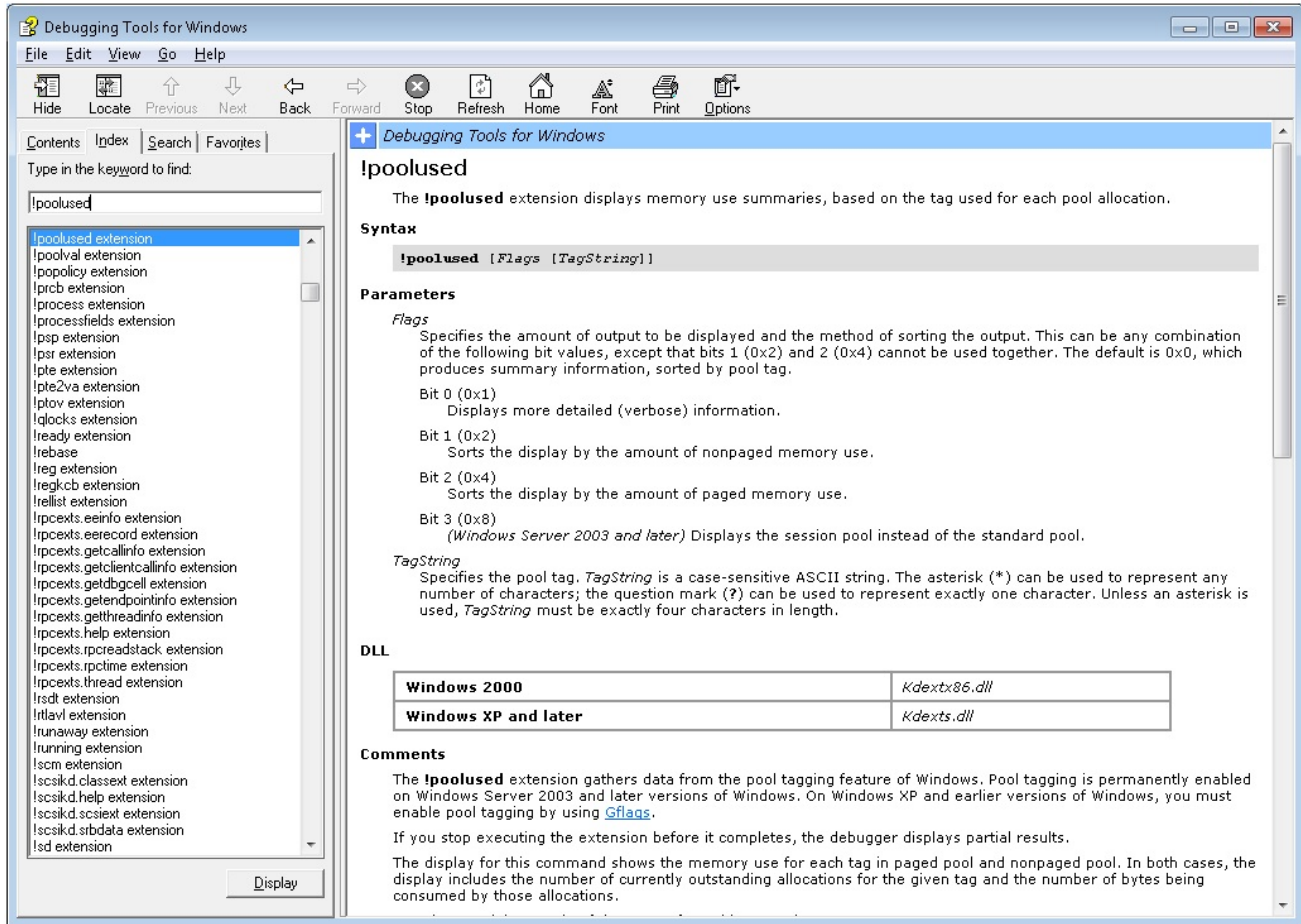 Debugging Tools for Windows
File Edit View Go Help
Hide Locate Previous Next Back Forward Stop Refresh Home Font Print Options
Contents Index Search Favorites
Type in the keyword to find:
!poolused
!poolused extension
!poolval extension
!popolicy extension
!prcb extension
!process extension
!processfields extension
!psp extension
!psr extension
!pte extension
!pte2va extension
!ptov extension
!qlocks extension
!ready extension
!rebase
!reg extension
!regkcb extension
!rellist extension
!rpcexts.eeinfo extension
!rpcexts.eerecord extension
!rpcexts.getcallinfo extension
!rpcexts.getclientcallinfo extension
!rpcexts.getdbgcell extension
!rpcexts.getendpointinfo extension
!rpcexts.getthreadinfo extension
!rpcexts.help extension
!rpcexts.rpcreadstack extension
!rpcexts.rpctime extension
!rpcexts.thread extension
!rsdt extension
!rtlavl extension
!runaway extension
!running extension
!scm extension
!scsikd.classext extension
!scsikd.help extension
!scsikd.scsiext extension
!scsikd.srbdata extension
!sd extension
Display
Debugging Tools for Windows
!poolused
The !poolused extension displays memory use summaries, based on the tag used for each pool allocation.
Syntax
!poolused [Flags [TagString]]
Parameters
Flags
Specifies the amount of output to be displayed and the method of sorting the output. This can be any combination
of the following bit values, except that bits 1 (0x2) and 2 (0x4) cannot be used together. The default is 0x0, which
produces summary information, sorted by pool tag.
Bit 0 (0x1)
Displays more detailed (verbose) information.
Bit 1 (0x2)
Sorts the display by the amount of nonpaged memory use.
Bit 2 (0x4)
Sorts the display by the amount of paged memory use.
Bit 3 (0x8)
(Windows Server 2003 and later) Displays the session pool instead of the standard pool.
TagString
Specifies the pool tag. TagString is a case-sensitive ASCII string. The asterisk (*) can be used to represent any
number of characters; the question mark (?) can be used to represent exactly one character. Unless an asterisk is
used, TagString must be exactly four characters in length.
DLL
Windows 2000 Kdextx86.dll
Windows XP and later Kdexts.dll
Comments
The !poolused extension gathers data from the pool tagging feature of Windows. Pool tagging is permanently enabled
on Windows Server 2003 and later versions of Windows. On Windows XP and earlier versions of Windows, you must
enable pool tagging by using Gflags.
If you stop executing the extension before it completes, the debugger displays partial results.
The display for this command shows the memory use for each tag in paged pool and nonpaged pool. In both cases, the
display includes the number of currently outstanding allocations for the given tag and the number of bytes being
consumed by those allocations.